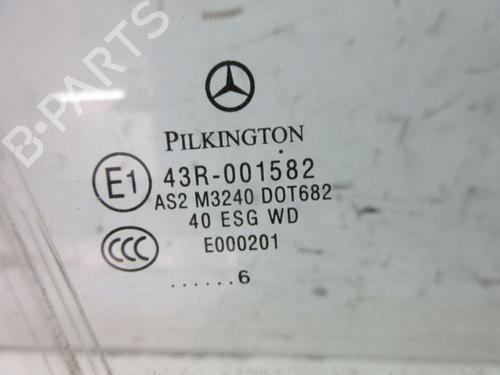 B-PARTS
PILKINGTON
E1 43R-001582
AS2 M3240 DOT682
40 ESG WD
CCC E000201
......6